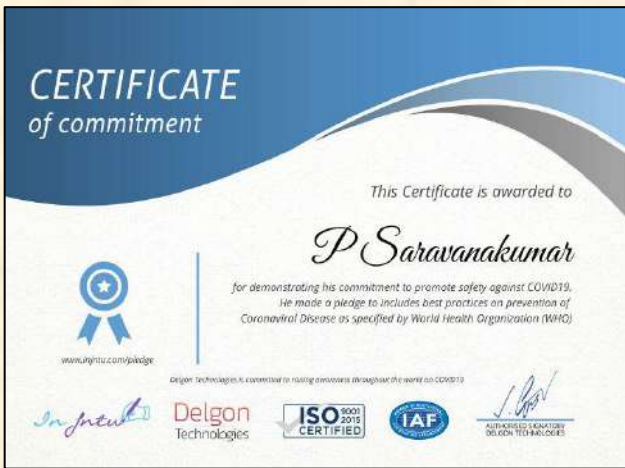 CERTIFICATE
of commitment
This Certificate is awarded to
P Saravanakumar
for demonstrating his commitment to promote safety against COVID19.
He made a pledge to includes best practices on prevention of
Coronaviral Disease as specified by World Health Organization (WHO)
www.injntu.com/pledge
Delgon Technologies is committed to raising awareness throughout the world on COVID19
In Jntu
Delgon
Technologies
ISO 9001
2015
CERTIFIED
IAF
AUTHORISED SIGNATORY
DELGON TECHNOLOGIES